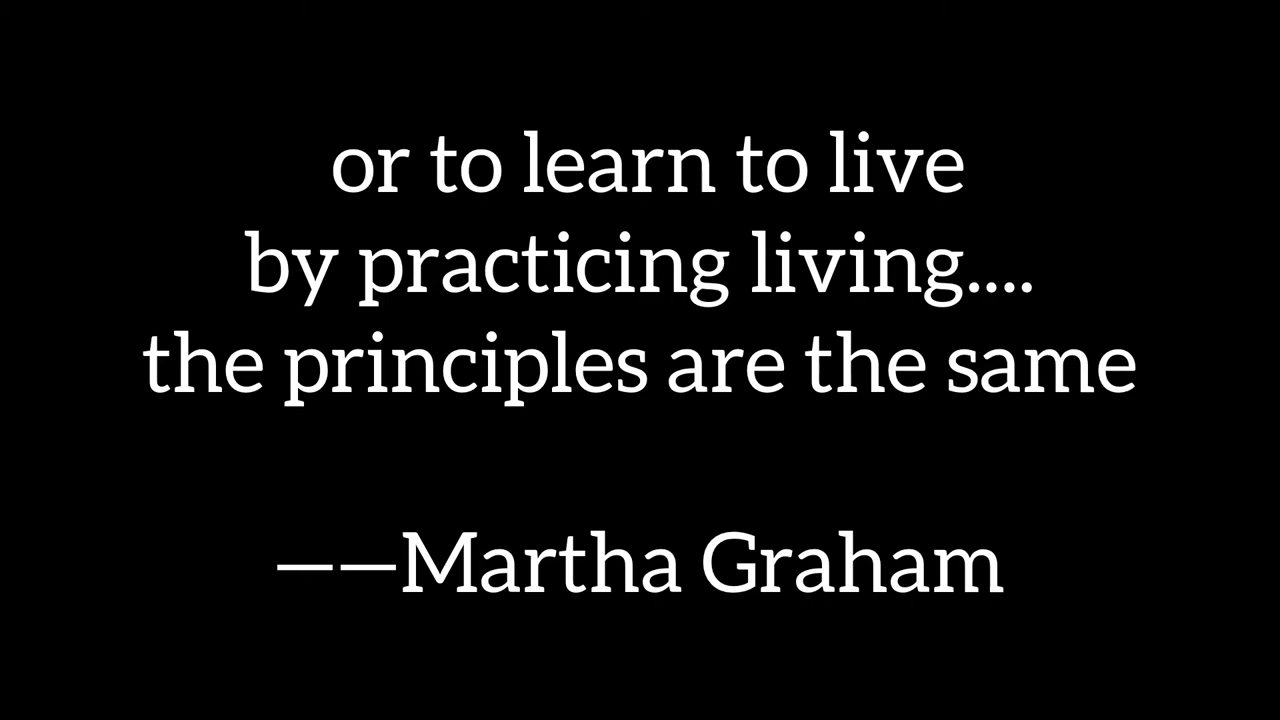 or to learn to live
by practicing living....
the principles are the same
——Martha Graham